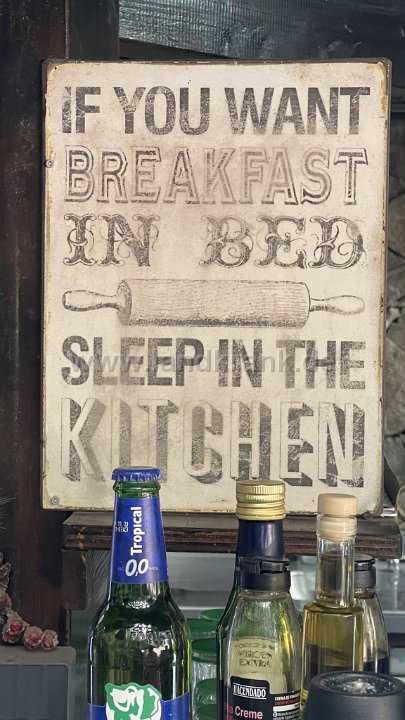 IF YOU WANT
BREAKFAST
IN BED
SLEEP IN THE
KITCHEN
Tropical
0,0
HACENDADO
Creme